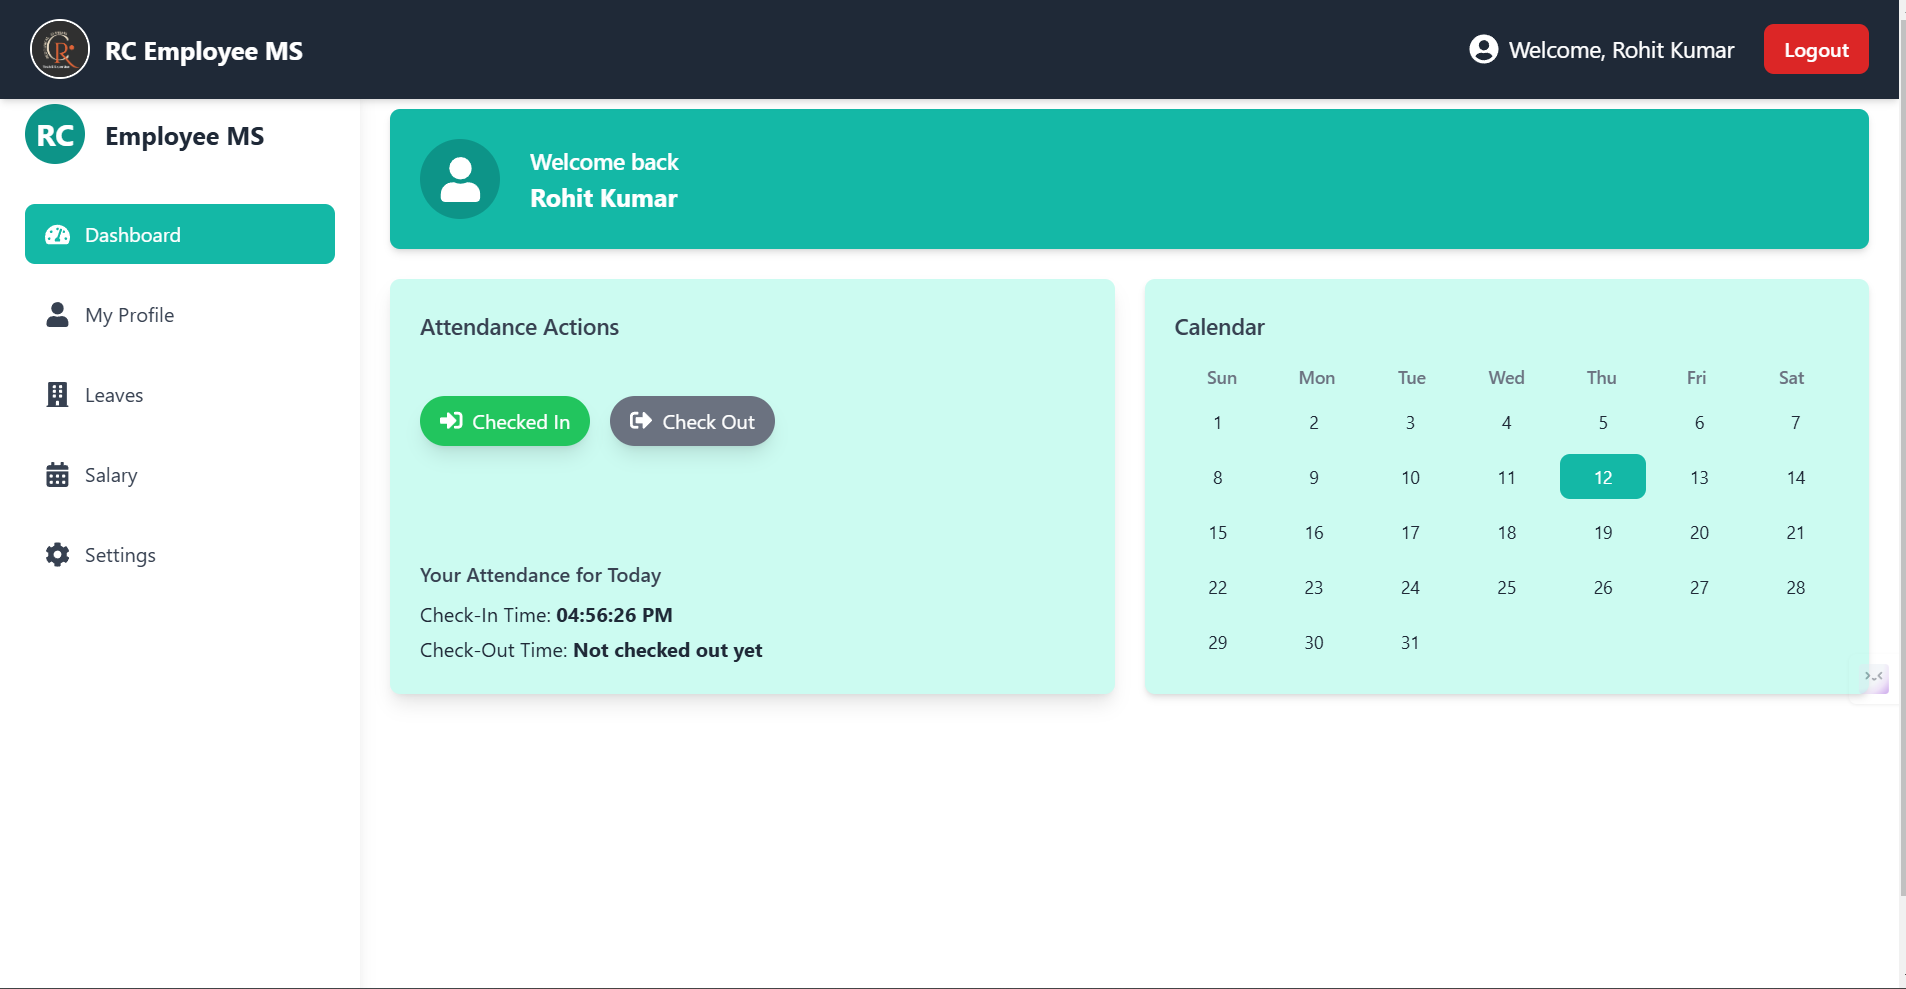 RC Employee MS
Welcome, Rohit Kumar
Logout
RC Employee MS
Dashboard
My Profile
Leaves
Salary
Settings
Welcome back
Rohit Kumar
Attendance Actions
Checked In Check Out
Your Attendance for Today
Check-In Time: 04:56:26 PM
Check-Out Time: Not checked out yet
Calendar
Sun Mon Tue Wed Thu Fri Sat
1 2 3 4 5 6 7
8 9 10 11 12 13 14
15 16 17 18 19 20 21
22 23 24 25 26 27 28
29 30 31